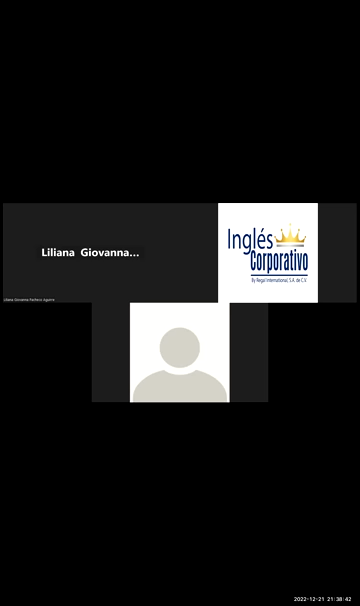 Liliana Giovanna...
Liliana Giovanna Pacheco Aguirre
Inglés
Corporativo
By Regal International, S.A. de C.V.
2022-12-21 21:38:42